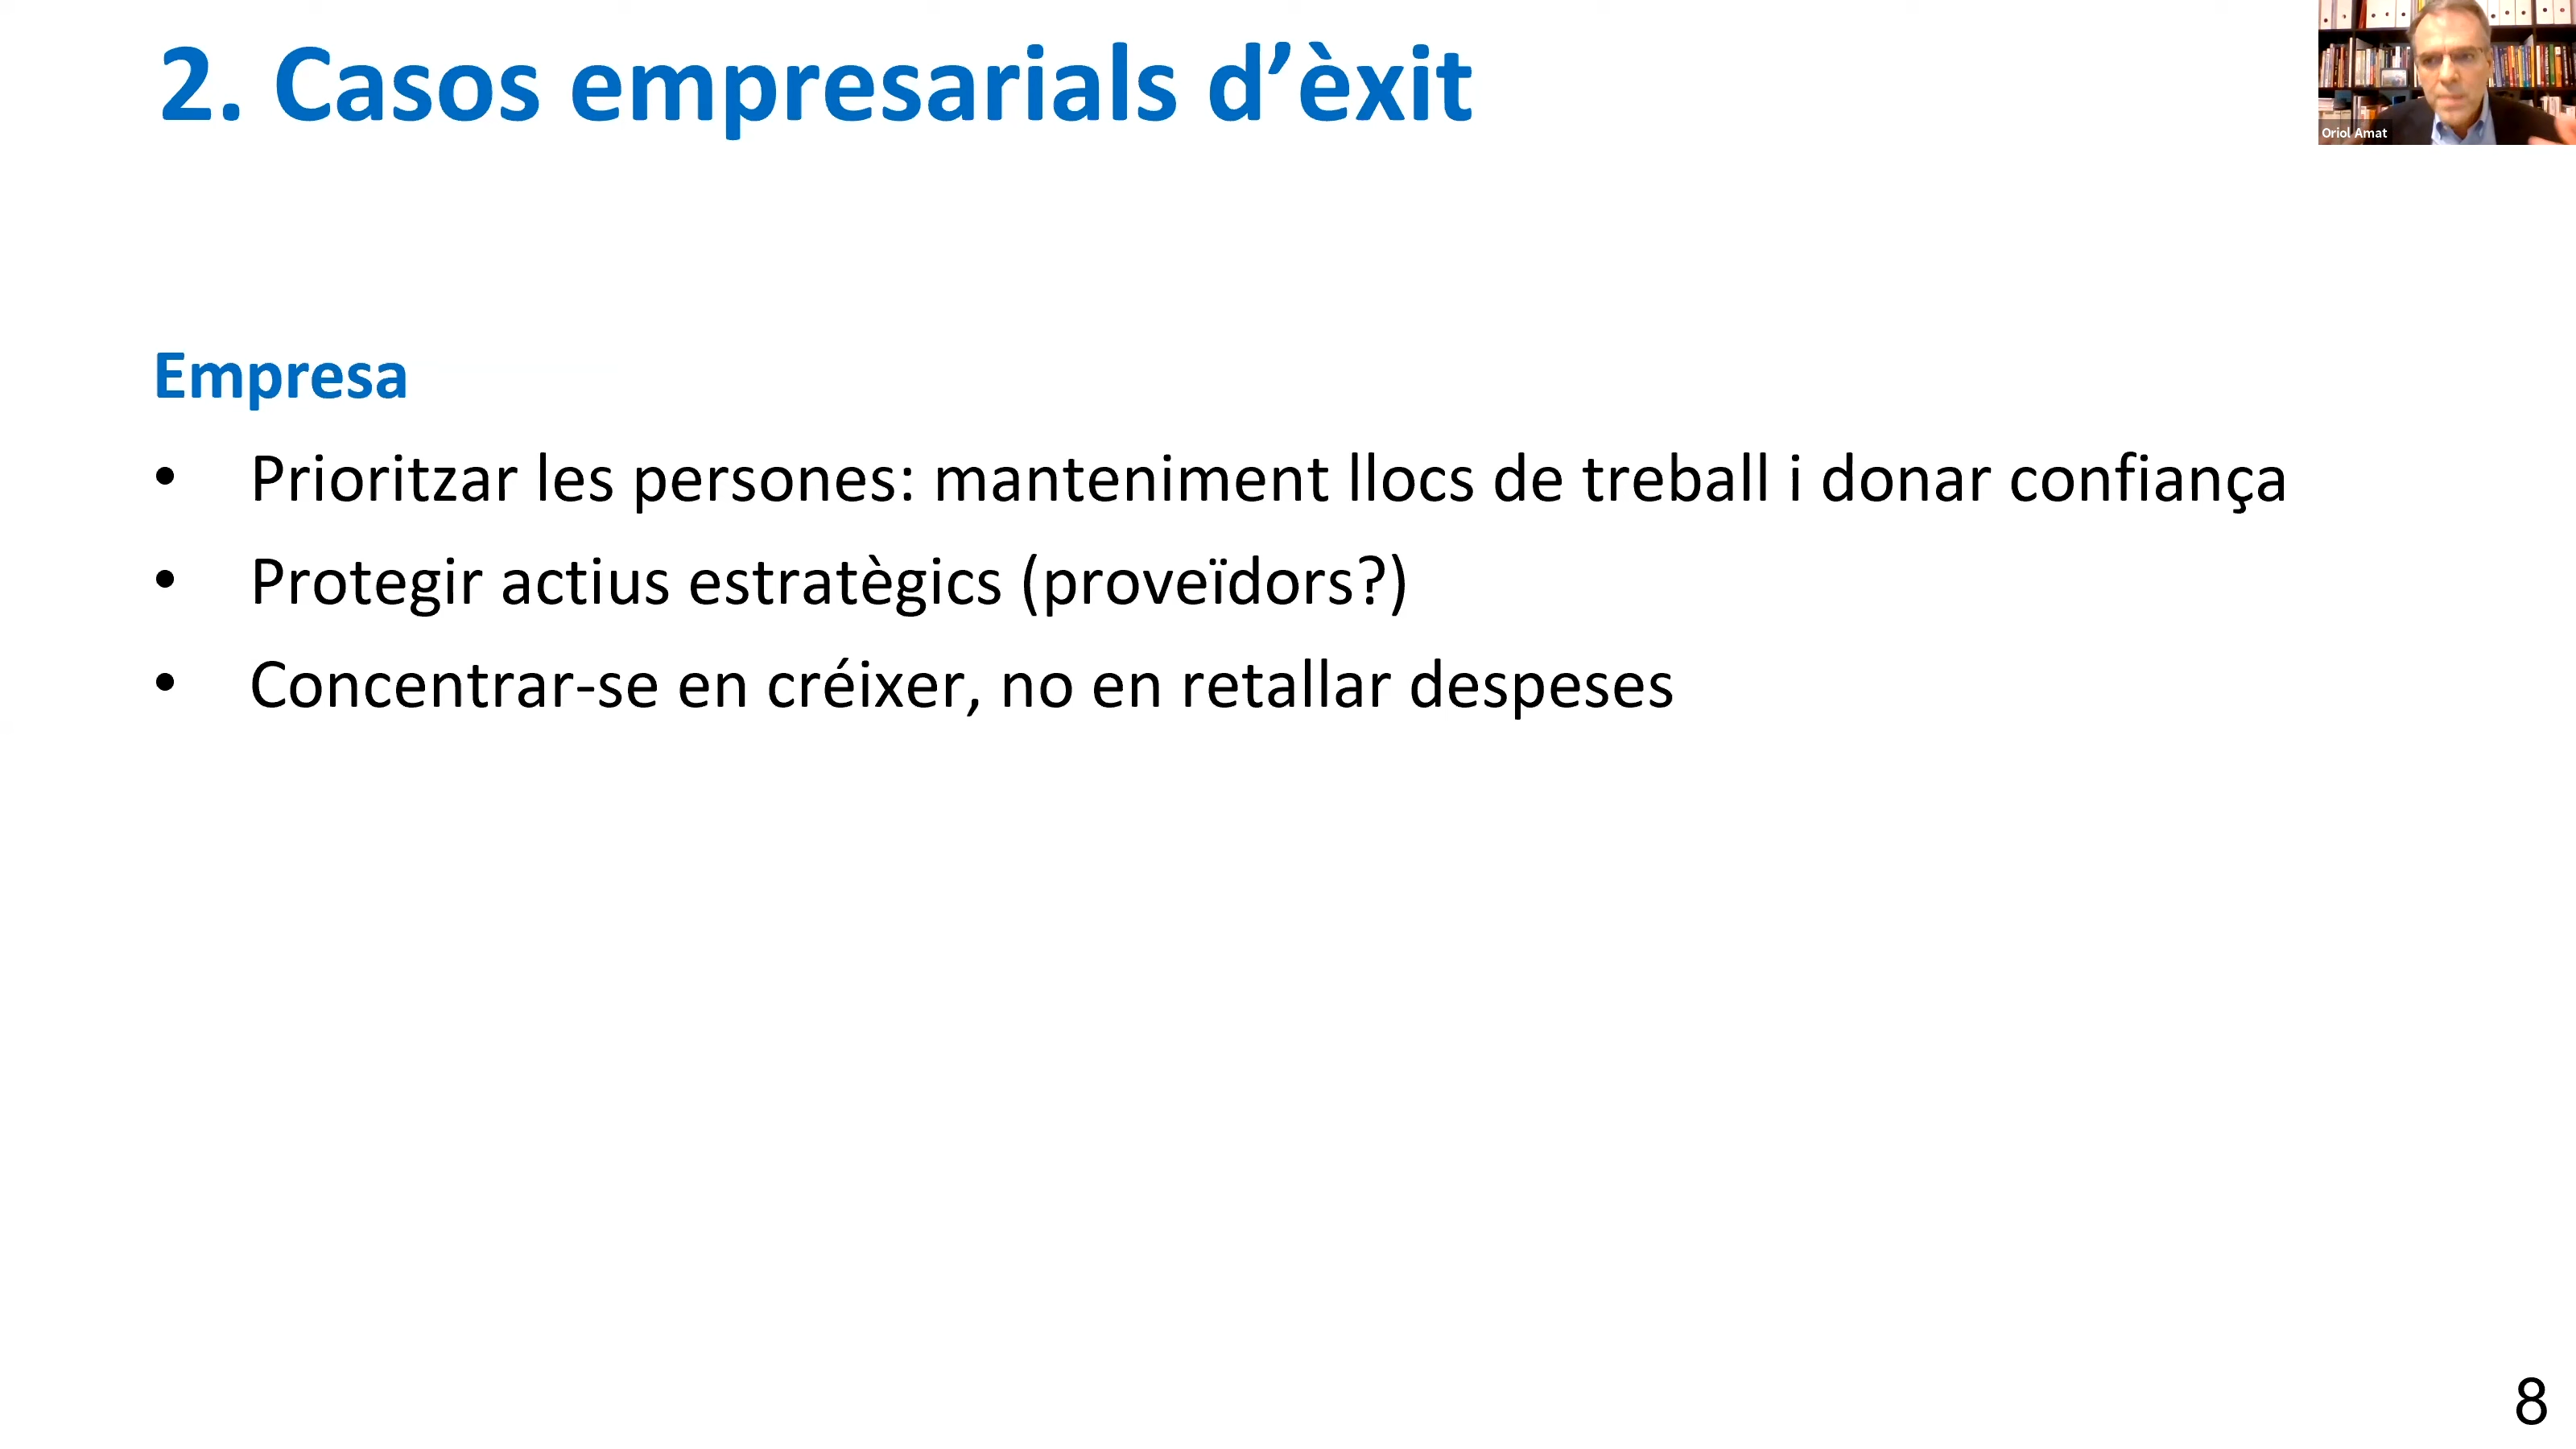 2. Casos empresarials d’èxit
Oriol Amat
Empresa
• Prioritzar les persones: manteniment llocs de treball i donar confiança
• Protegir actius estratègics (proveïdors?)
• Concentrar-se en créixer, no en retallar despeses
8